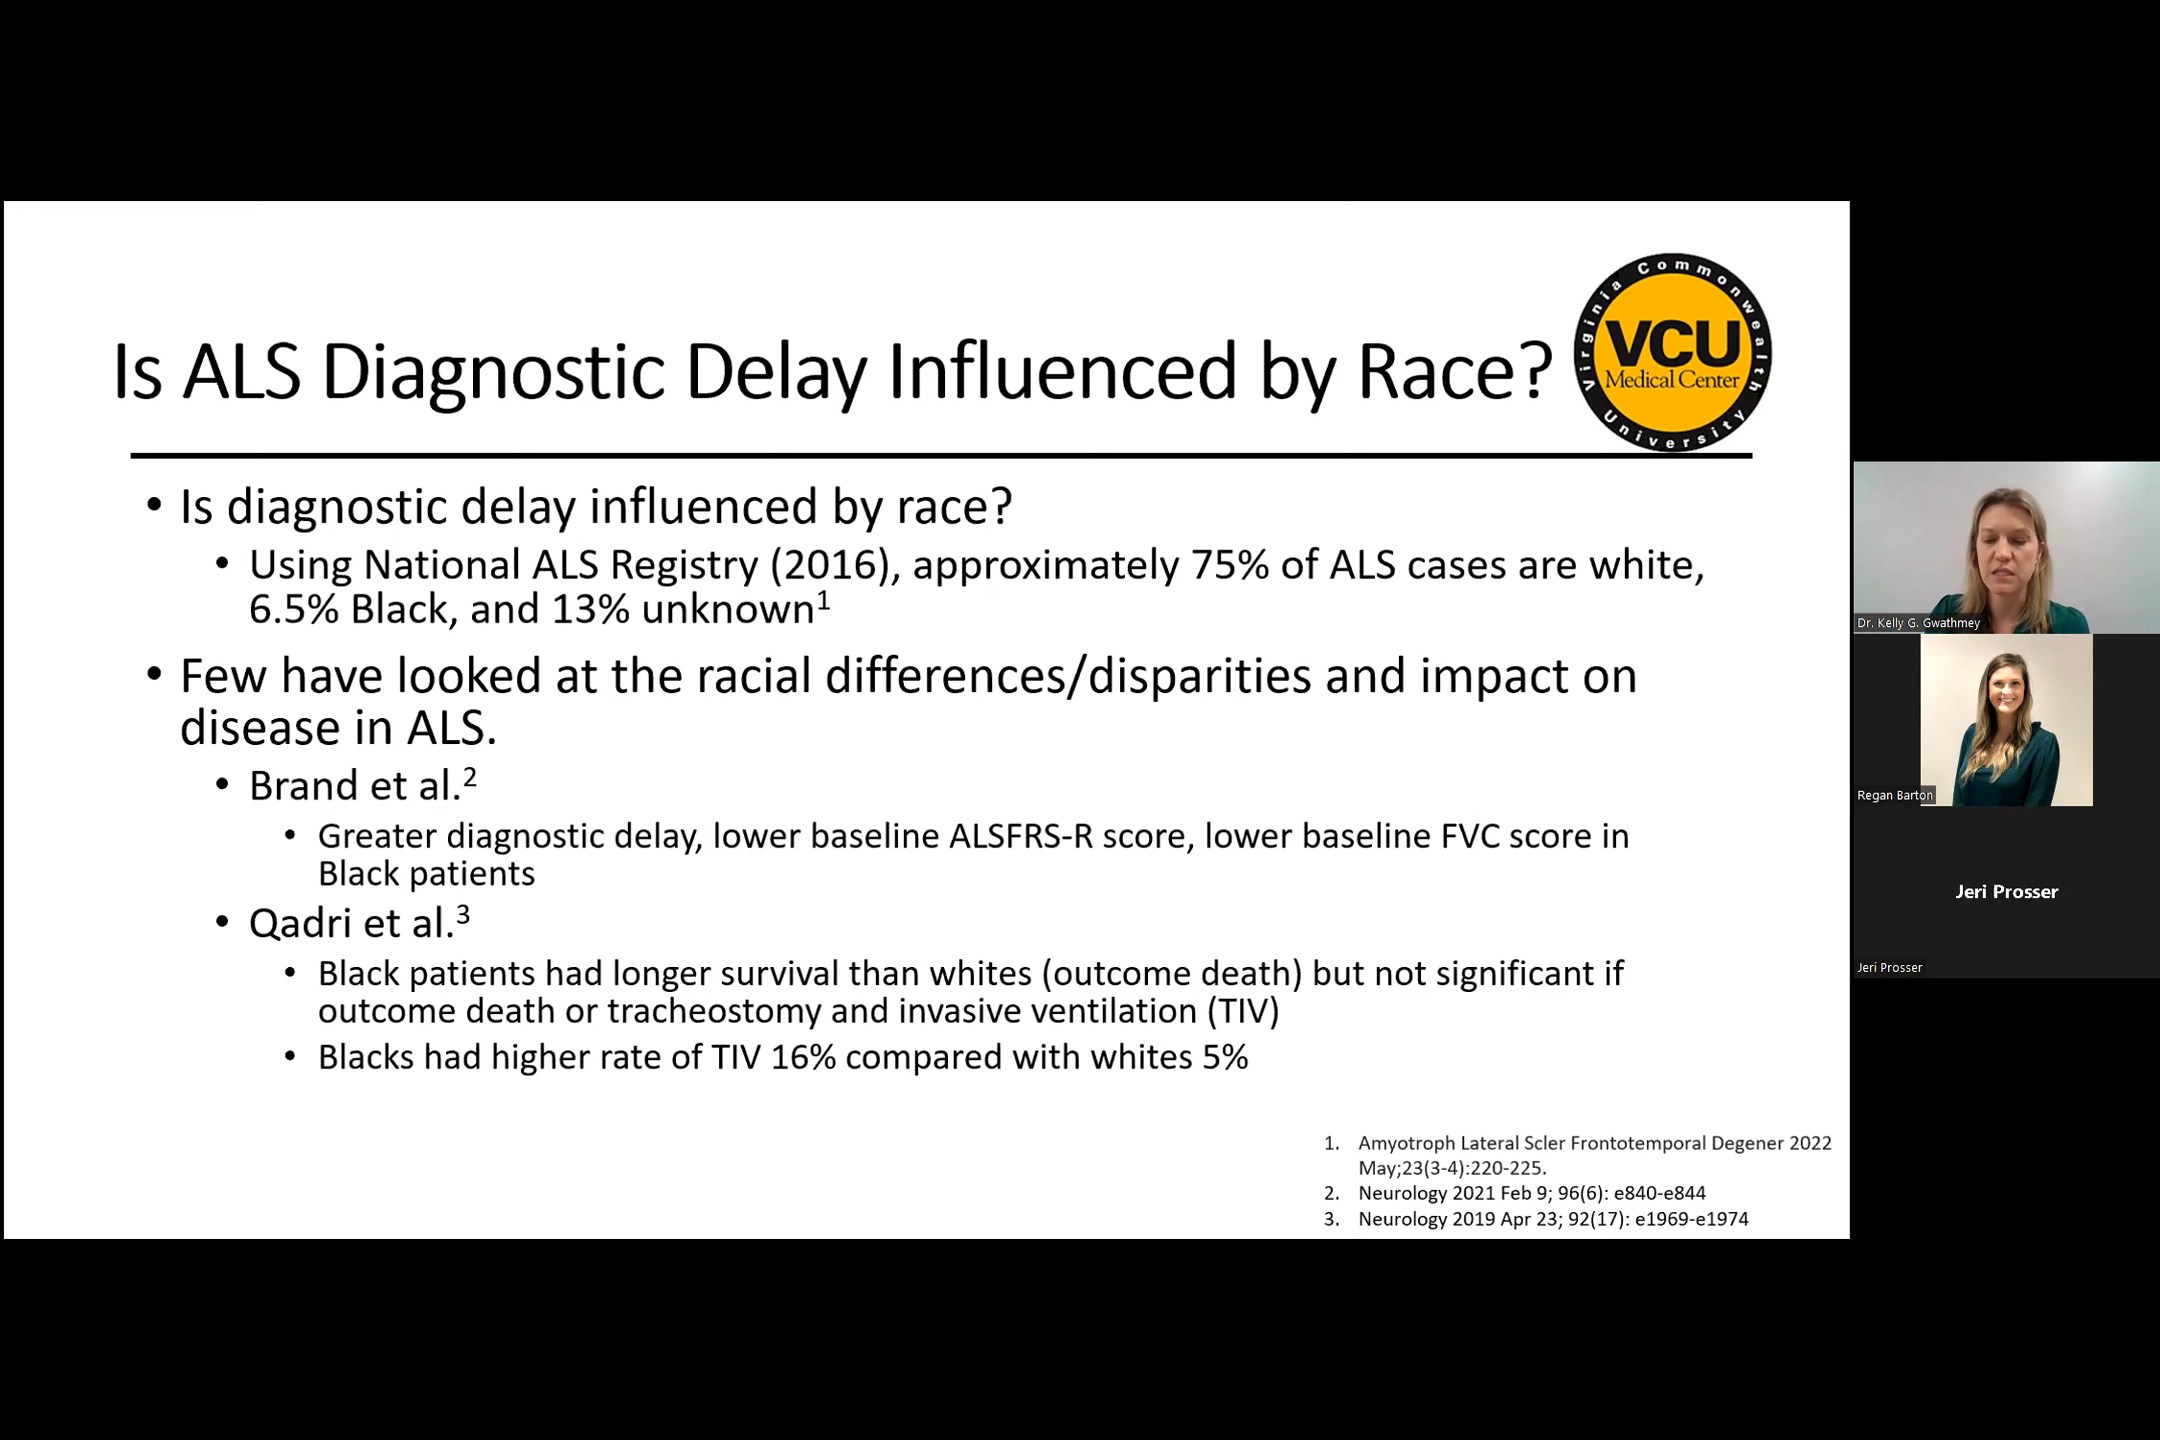 Is ALS Diagnostic Delay Influenced by Race?
Virginia Commonwealth University
VCU
Medical Center
• Is diagnostic delay influenced by race?
• Using National ALS Registry (2016), approximately 75% of ALS cases are white,
6.5% Black, and 13% unknown1
• Few have looked at the racial differences/disparities and impact on
disease in ALS.
• Brand et al.2
• Greater diagnostic delay, lower baseline ALSFRS-R score, lower baseline FVC score in
Black patients
• Qadri et al.3
• Black patients had longer survival than whites (outcome death) but not significant if
outcome death or tracheostomy and invasive ventilation (TIV)
• Blacks had higher rate of TIV 16% compared with whites 5%
1. Amyotroph Lateral Scler Frontotemporal Degener 2022
May;23(3-4):220-225.
2. Neurology 2021 Feb 9; 96(6): e840-e844
3. Neurology 2019 Apr 23; 92(17): e1969-e1974
Dr. Kelly G. Gwathmey
Regan Barton
Jeri Prosser
Jeri Prosser